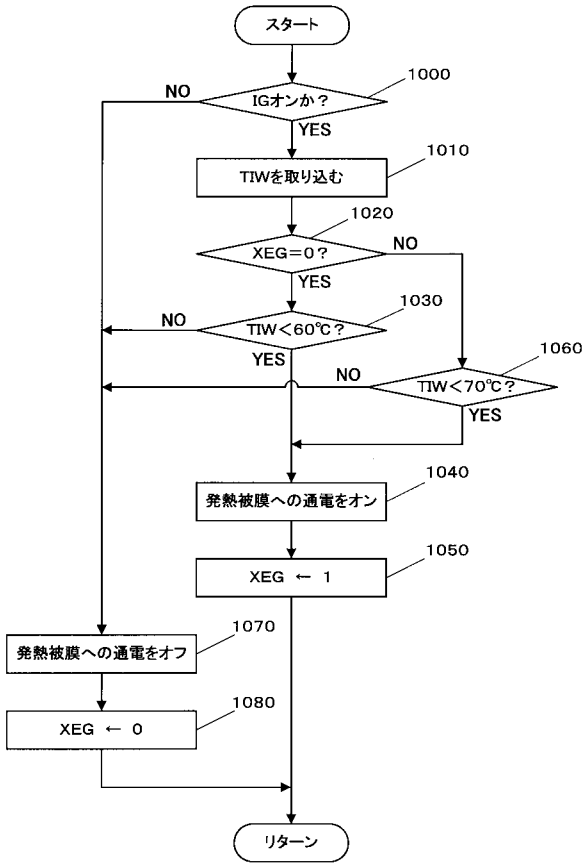 スタート
1000
IGオンか?
NO
YES
1010
TIWを取り込む
1020
XEG=0?
NO
YES
1030
TIW<60℃?
NO
YES
1060
TIW<70℃?
NO
YES
1040
発熱被膜への通電をオン
1050
XEG ← 1
1070
発熱被膜への通電をオフ
1080
XEG ← 0
リターン